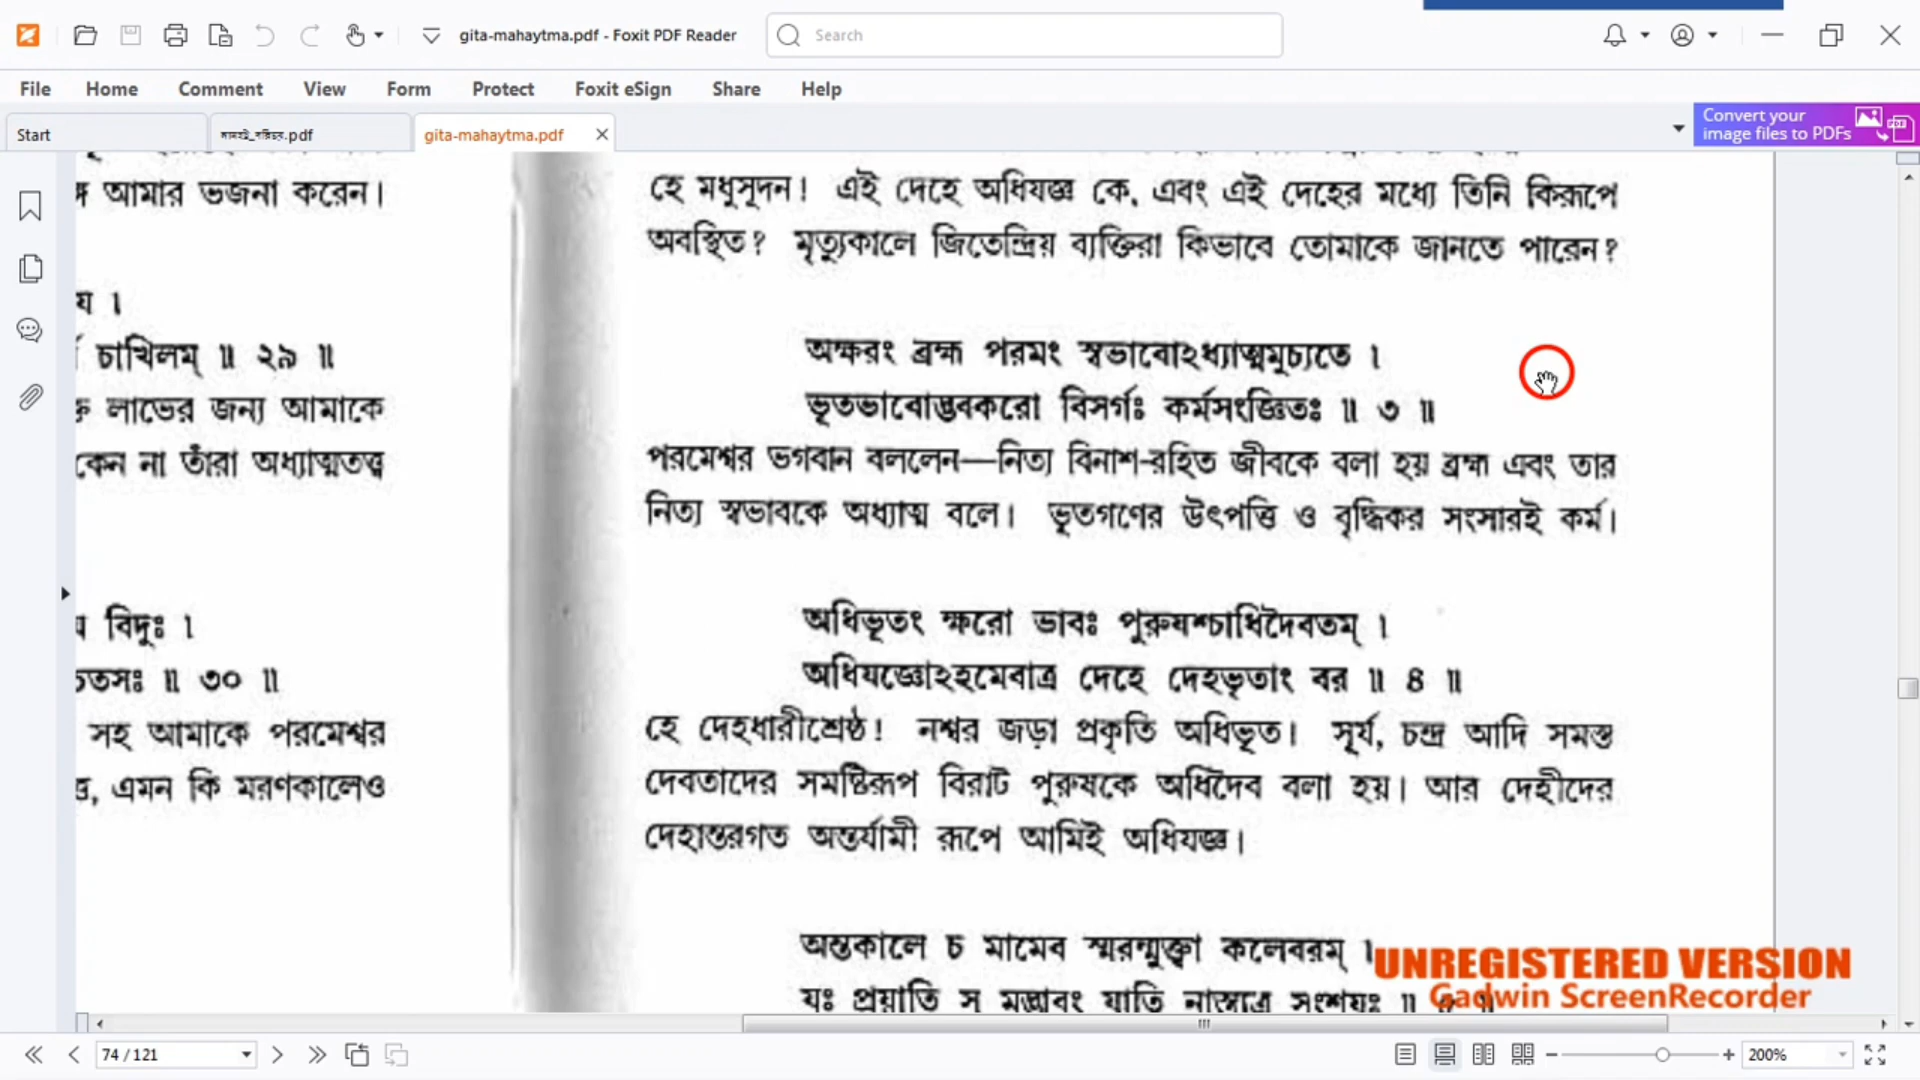 gita-mahaytma.pdf - Foxit PDF Reader
Search
File Home Comment View Form Protect Foxit eSign Share Help
Start
.pdf
gita-mahaytma.pdf
Convert your
image files to PDFs
আমার ভজনা করেন।
য ।
চাখিলম্ ॥ ২৯ ॥
লাভের জন্য আমাকে
কেন না তাঁরা অধ্যাত্মতত্ত্ব
বিদুঃ ।
তসঃ ॥ ৩০ ॥
সহ আমাকে পরমেশ্বর
এমন কি মরণকালেও
হে মধুসূদন! এই দেহে অধিযজ্ঞ কে, এবং এই দেহের মধ্যে তিনি কিরূপে
অবস্থিত? মৃত্যুকালে জিতেন্দ্রিয় ব্যক্তিরা কিভাবে তোমাকে জানতে পারেন?
অক্ষরং ব্রহ্ম পরমং স্বভাবোঽধ্যাত্মমুচ্যতে ।
ভূতভাবোদ্ভবকরো বিসর্গঃ কর্মসংজ্ঞিতঃ ॥ ৩ ॥
পরমেশ্বর ভগবান বললেন—নিত্য বিনাশ-রহিত জীবকে বলা হয় ব্রহ্ম এবং তার
নিত্য স্বভাবকে অধ্যাত্ম বলে। ভূতগণের উৎপত্তি ও বৃদ্ধিকর সংসারই কর্ম।
অধিভূতং ক্ষরো ভাবঃ পুরুষশ্চাধিদৈবতম্ ।
অধিযজ্ঞোঽহমেবাত্র দেহে দেহভৃতাং বর ॥ ৪ ॥
হে দেহধারীশ্রেষ্ঠ! নশ্বর জড়া প্রকৃতি অধিভূত। সূর্য, চন্দ্র আদি সমস্ত
দেবতাদের সমষ্টিরূপ বিরাট পুরুষকে অধিদৈব বলা হয়। আর দেহীদের
দেহান্তরগত অন্তর্যামী রূপে আমিই অধিযজ্ঞ।
অন্তকালে চ মামেব স্মরন্মুক্ত্বা কলেবরম্ ।
যঃ প্রয়াতি স মদ্ভাবং যাতি নাস্ত্যত্র সংশয়ঃ ॥
UNREGISTERED VERSION
Gadwin ScreenRecorder
74 / 121
200%